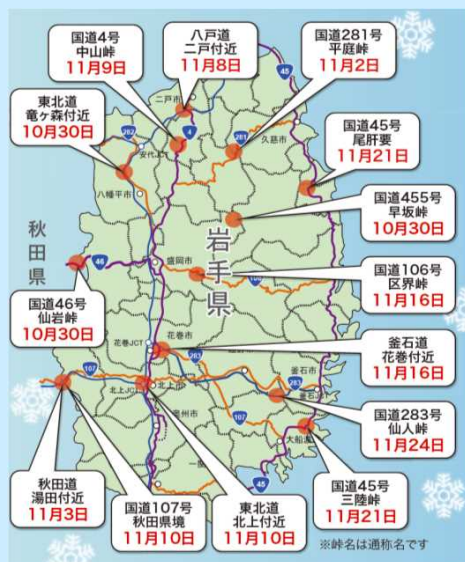 国道4号
中山峠
11月9日
八戸道
二戸付近
11月8日
国道281号
平庭峠
11月2日
東北道
竜ヶ森付近
10月30日
国道45号
尾肝要
11月21日
国道455号
早坂峠
10月30日
国道106号
区界峠
11月16日
釜石道
花巻付近
11月16日
国道283号
仙人峠
11月24日
国道45号
三陸峠
11月21日
東北道
北上付近
11月10日
国道107号
秋田県境
11月10日
秋田道
湯田付近
11月3日
国道46号
仙岩峠
10月30日
秋田県
岩手県
二戸市
45
282
4
安代JCT
281
久慈市
八幡平市
46
盛岡市
106
花巻JCT
花巻市
283
107
北上JCT
北上市
釜石市
283
釜石JCT
奥州市
107
大船渡
一関
45
※峠名は通称名です